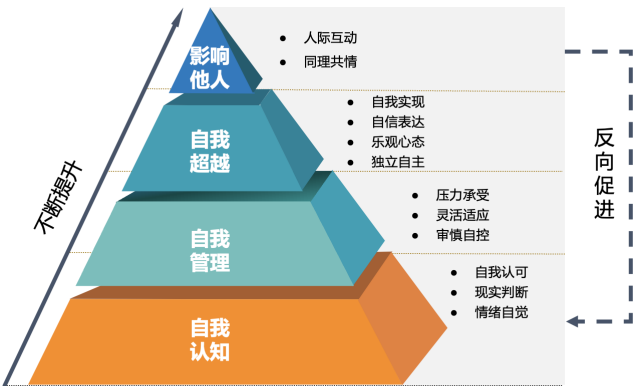 影响
他人
● 人际互动
● 同理共情
自我
超越
● 自我实现
● 自信表达
● 乐观心态
● 独立自主
自我
管理
● 压力承受
● 灵活适应
● 审慎自控
自我
认知
● 自我认可
● 现实判断
● 情绪自觉
不断提升
反向促进